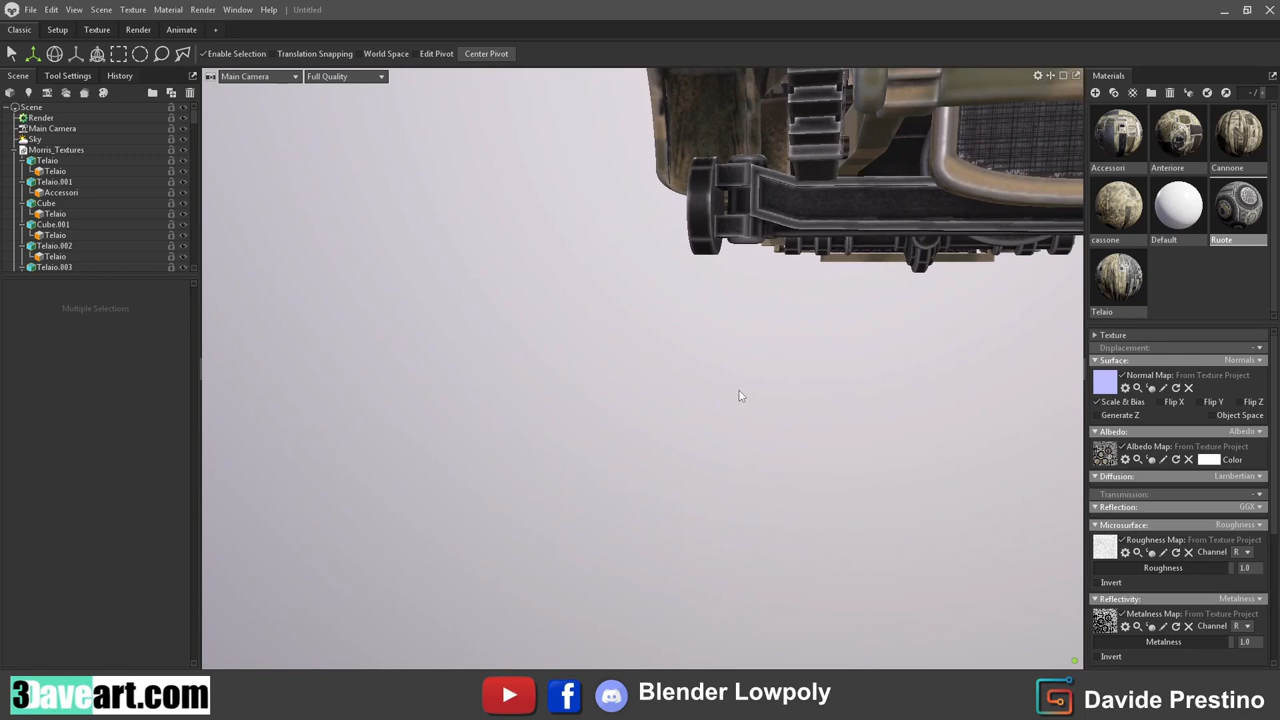 File Edit View Scene Texture Material Render Window Help Untitled
Classic Setup Texture Render Animate +
Enable Selection Translation Snapping World Space Edit Pivot Center Pivot
Scene Tool Settings History
Main Camera Full Quality
Materials
Scene
Render
Main Camera
Sky
Morris_Textures
Telaio
Telaio
Telaio.001
Accessori
Cube
Telaio
Cube.001
Telaio
Telaio.002
Telaio
Telaio.003
Multiple Selections
Accessori Anteriore Cannone
cassone Default Ruote
Telaio
Texture
Displacement: -
Surface: Normals
Normal Map: From Texture Project
Scale & Bias Flip X Flip Y Flip Z
Generate Z Object Space
Albedo: Albedo
Albedo Map: From Texture Project
Color
Diffusion: Lambertian
Transmission: -
Reflection: GGX
Microsurface: Roughness
Roughness Map: From Texture Project
Channel R
Roughness 1.0
Invert
Reflectivity: Metalness
Metalness Map: From Texture Project
Channel R
Metalness 1.0
Invert
3Daveart.com
Blender Lowpoly
Davide Prestino